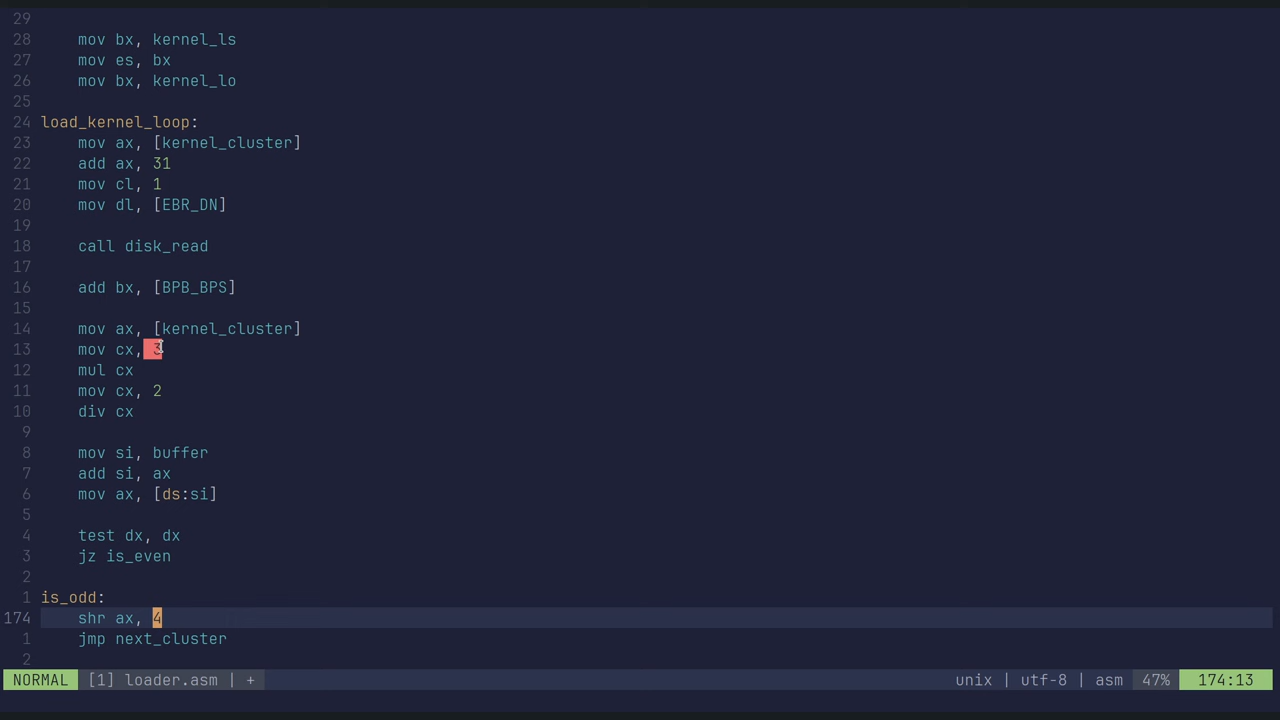 29
28 mov bx, kernel_ls
27 mov es, bx
26 mov bx, kernel_lo
25
24 load_kernel_loop:
23 mov ax, [kernel_cluster]
22 add ax, 31
21 mov cl, 1
20 mov dl, [EBR_DN]
19
18 call disk_read
17
16 add bx, [BPB_BPS]
15
14 mov ax, [kernel_cluster]
13 mov cx, 3
12 mul cx
11 mov cx, 2
10 div cx
9
8 mov si, buffer
7 add si, ax
6 mov ax, [ds:si]
5
4 test dx, dx
3 jz is_even
2
1 is_odd:
174 shr ax, 4
1 jmp next_cluster
2
NORMAL [1] loader.asm | + unix | utf-8 | asm 47% 174:13